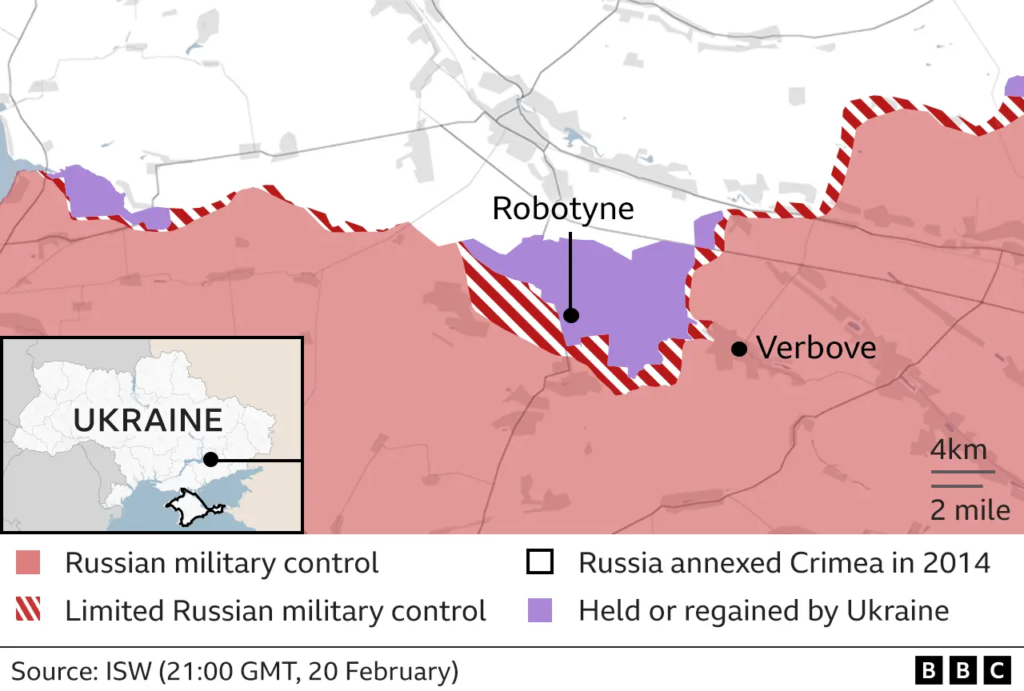 Robotyne
Verbove
UKRAINE
4km
2 mile
Russian military control
Russia annexed Crimea in 2014
Limited Russian military control
Held or regained by Ukraine
Source: ISW (21:00 GMT, 20 February)
BBC